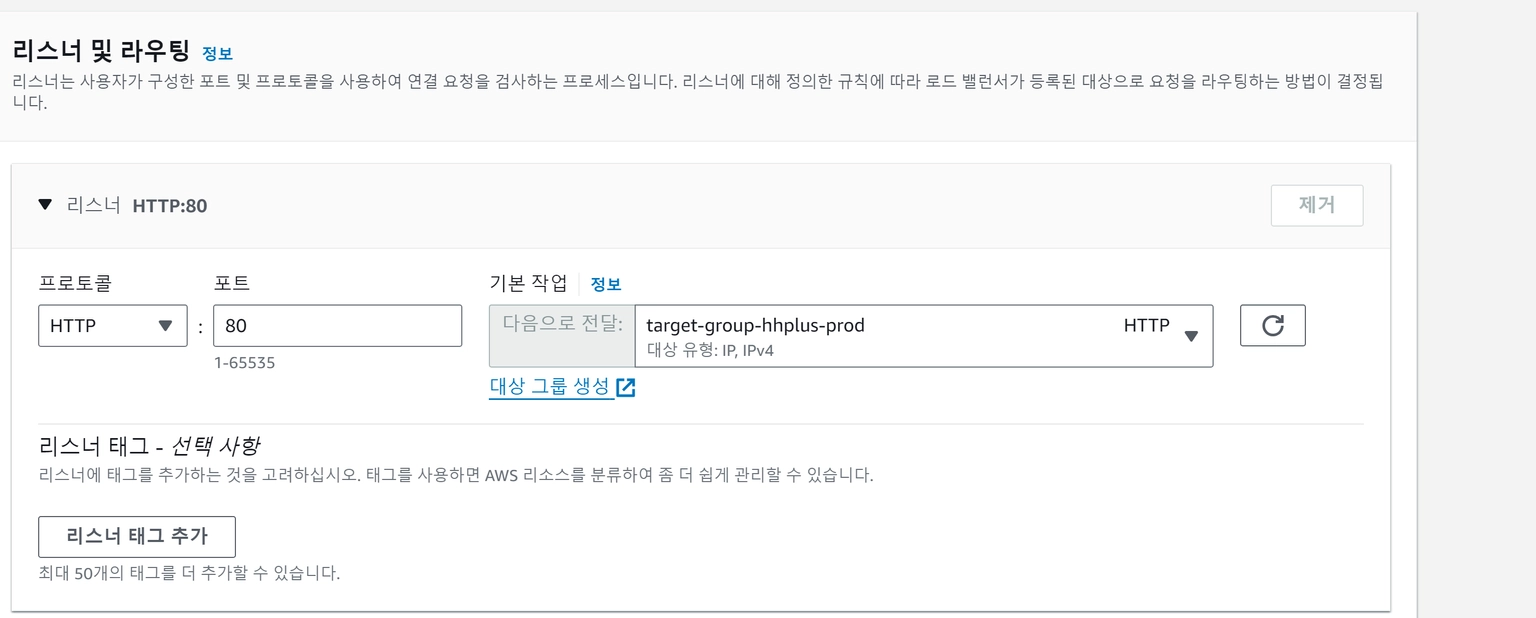 리스너 및 라우팅 정보
리스너는 사용자가 구성한 포트 및 프로토콜을 사용하여 연결 요청을 검사하는 프로세스입니다. 리스너에 대해 정의한 규칙에 따라 로드 밸런서가 등록된 대상으로 요청을 라우팅하는 방법이 결정됩
니다.
리스너 HTTP:80
제거
프로토콜 포트 기본 작업 정보
HTTP : 80 다음으로 전달: target-group-hhplus-prod HTTP
대상 유형: IP, IPv4
1-65535
대상 그룹 생성
리스너 태그 - 선택 사항
리스너에 태그를 추가하는 것을 고려하십시오. 태그를 사용하면 AWS 리소스를 분류하여 좀 더 쉽게 관리할 수 있습니다.
리스너 태그 추가
최대 50개의 태그를 더 추가할 수 있습니다.